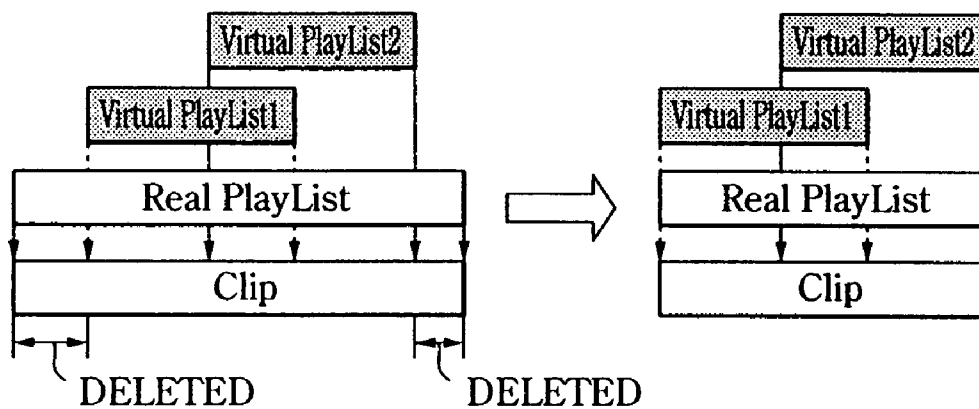 Virtual PlayList2
Virtual PlayList1
Real PlayList
Clip
DELETED
DELETED
Virtual PlayList2
Virtual PlayList1
Real PlayList
Clip